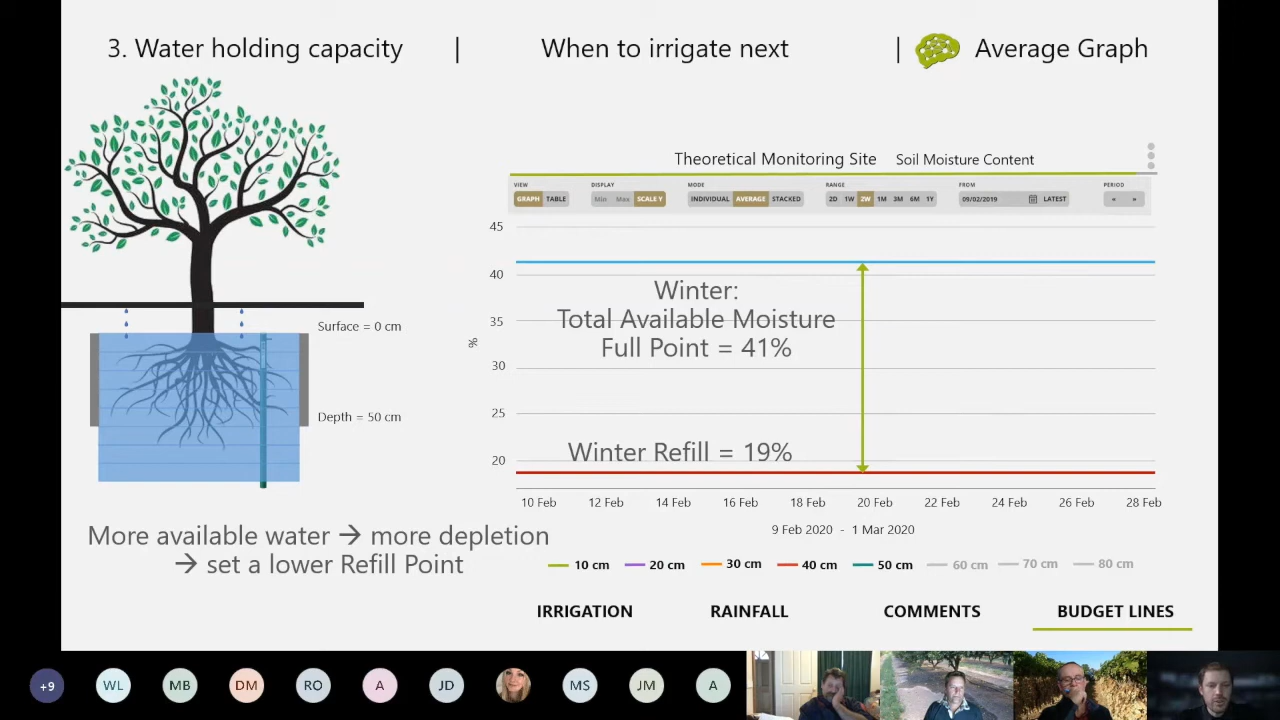 3. Water holding capacity | When to irrigate next | Average Graph
Theoretical Monitoring Site Soil Moisture Content
VIEW DISPLAY MODE RANGE FROM PERIOD
GRAPH TABLE Min Max SCALE Y INDIVIDUAL AVERAGE STACKED 2D 1W 2W 1M 3M 6M 1Y 09/02/2019 LATEST « »
45
40
35
30
25
20
%
Winter:
Total Available Moisture
Full Point = 41%
Winter Refill = 19%
Surface = 0 cm
Depth = 50 cm
10 Feb 12 Feb 14 Feb 16 Feb 18 Feb 20 Feb 22 Feb 24 Feb 26 Feb 28 Feb
9 Feb 2020 - 1 Mar 2020
More available water → more depletion
→ set a lower Refill Point
10 cm 20 cm 30 cm 40 cm 50 cm 60 cm 70 cm 80 cm
IRRIGATION RAINFALL COMMENTS BUDGET LINES
+9 WL MB DM RO A JD MS JM A